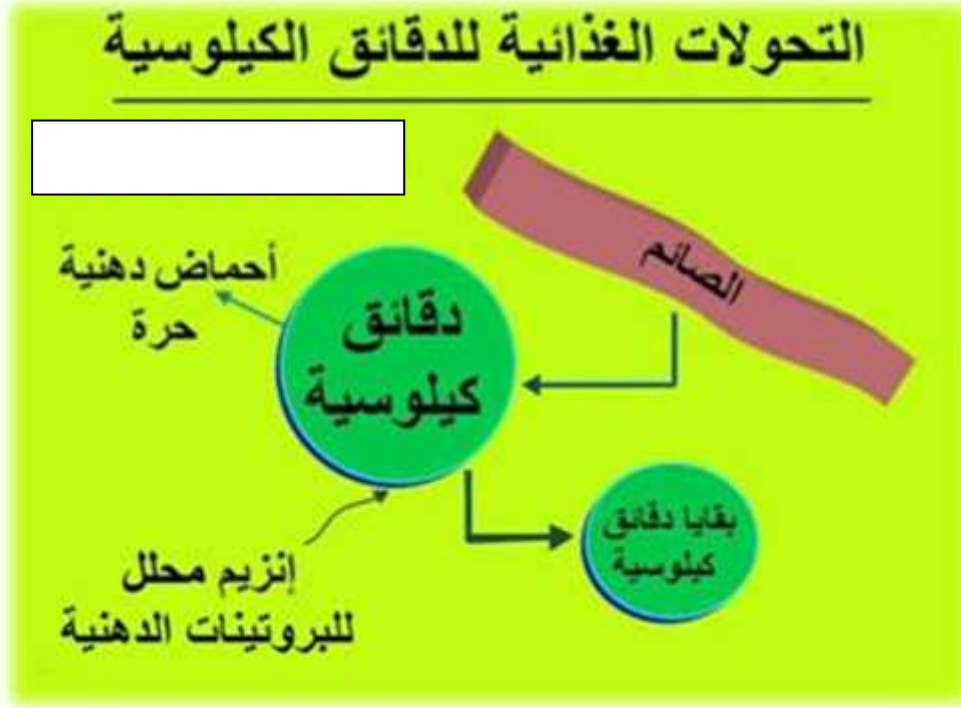 التحولات الغذائية للدقائق الكيلوسية
الصائم
أحماض دهنية
حرة
دقائق
كيلوسية
بقايا دقائق
كيلوسية
إنزيم محلل
للبروتينات الدهنية